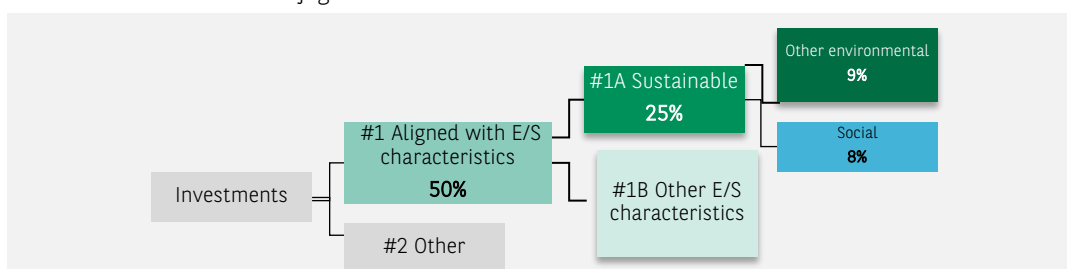 Other environmental
9%
#1A Sustainable
25%
Social
8%
#1 Aligned with E/S
characteristics
50%
#1B Other E/S
characteristics
Investments
#2 Other